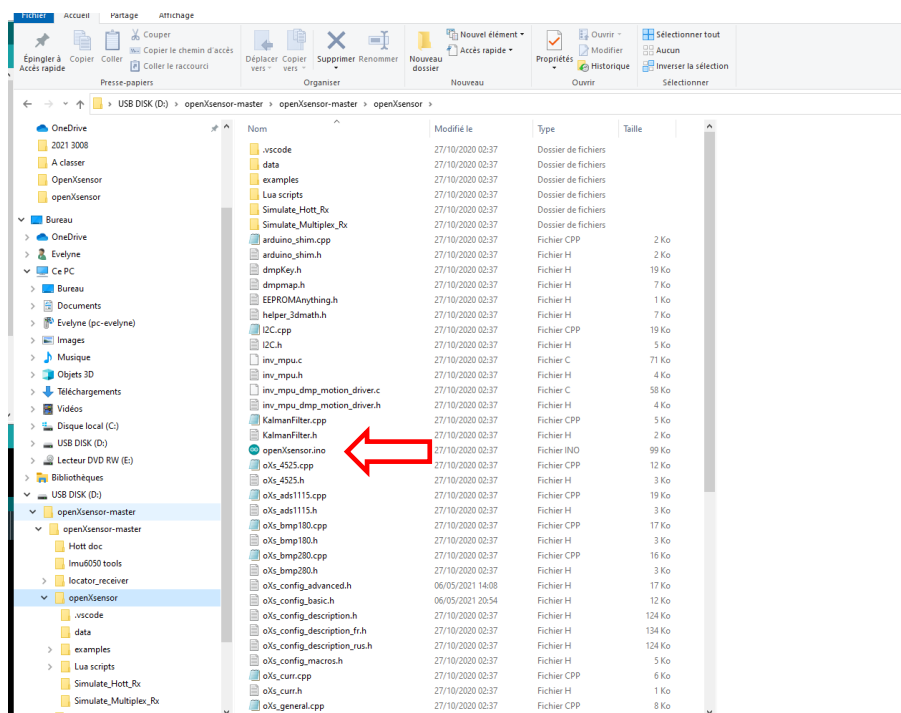 Fichier Accueil Partage Affichage
Épingler à Accès rapide
Copier
Coller
Couper
Copier le chemin d'accès
Coller le raccourci
Presse-papiers
Déplacer vers
Copier vers
Supprimer
Renommer
Organiser
Nouveau dossier
Nouvel élément
Accès rapide
Nouveau
Propriétés
Ouvrir
Modifier
Historique
Ouvrir
Sélectionner tout
Aucun
Inverser la sélection
Sélectionner
USB DISK (D:) > openXsensor-master > openXsensor-master > openXsensor >
OneDrive
2021 3008
A classer
OpenXsensor
openXsensor
Bureau
OneDrive
Evelyne
Ce PC
Bureau
Documents
Evelyne (pc-evelyne)
Images
Musique
Objets 3D
Téléchargements
Vidéos
Disque local (C:)
USB DISK (D:)
Lecteur DVD RW (E:)
Bibliothèques
USB DISK (D:)
openXsensor-master
openXsensor-master
Hott doc
Imu6050 tools
locator_receiver
openXsensor
.vscode
data
examples
Lua scripts
Simulate_Hott_Rx
Simulate_Multiplex_Rx
Nom Modifié le Type Taille
.vscode 27/10/2020 02:37 Dossier de fichiers
data 27/10/2020 02:37 Dossier de fichiers
examples 27/10/2020 02:37 Dossier de fichiers
Lua scripts 27/10/2020 02:37 Dossier de fichiers
Simulate_Hott_Rx 27/10/2020 02:37 Dossier de fichiers
Simulate_Multiplex_Rx 27/10/2020 02:37 Dossier de fichiers
arduino_shim.cpp 27/10/2020 02:37 Fichier CPP 2 Ko
arduino_shim.h 27/10/2020 02:37 Fichier H 2 Ko
dmpKey.h 27/10/2020 02:37 Fichier H 19 Ko
dmpmap.h 27/10/2020 02:37 Fichier H 7 Ko
EEPROMAnything.h 27/10/2020 02:37 Fichier H 1 Ko
helper_3dmath.h 27/10/2020 02:37 Fichier H 7 Ko
I2C.cpp 27/10/2020 02:37 Fichier CPP 19 Ko
I2C.h 27/10/2020 02:37 Fichier H 5 Ko
inv_mpu.c 27/10/2020 02:37 Fichier C 71 Ko
inv_mpu.h 27/10/2020 02:37 Fichier H 4 Ko
inv_mpu_dmp_motion_driver.c 27/10/2020 02:37 Fichier C 58 Ko
inv_mpu_dmp_motion_driver.h 27/10/2020 02:37 Fichier H 4 Ko
KalmanFilter.cpp 27/10/2020 02:37 Fichier CPP 5 Ko
KalmanFilter.h 27/10/2020 02:37 Fichier H 2 Ko
openXsensor.ino 27/10/2020 02:37 Fichier INO 99 Ko
oXs_4525.cpp 27/10/2020 02:37 Fichier CPP 12 Ko
oXs_4525.h 27/10/2020 02:37 Fichier H 3 Ko
oXs_ads1115.cpp 27/10/2020 02:37 Fichier CPP 19 Ko
oXs_ads1115.h 27/10/2020 02:37 Fichier H 3 Ko
oXs_bmp180.cpp 27/10/2020 02:37 Fichier CPP 17 Ko
oXs_bmp180.h 27/10/2020 02:37 Fichier H 3 Ko
oXs_bmp280.cpp 27/10/2020 02:37 Fichier CPP 16 Ko
oXs_bmp280.h 27/10/2020 02:37 Fichier H 3 Ko
oXs_config_advanced.h 06/05/2021 14:08 Fichier H 17 Ko
oXs_config_basic.h 06/05/2021 20:54 Fichier H 12 Ko
oXs_config_description.h 27/10/2020 02:37 Fichier H 124 Ko
oXs_config_description_fr.h 27/10/2020 02:37 Fichier H 134 Ko
oXs_config_description_rus.h 27/10/2020 02:37 Fichier H 124 Ko
oXs_config_macros.h 27/10/2020 02:37 Fichier H 5 Ko
oXs_curr.cpp 27/10/2020 02:37 Fichier CPP 6 Ko
oXs_curr.h 27/10/2020 02:37 Fichier H 1 Ko
oXs_general.cpp 27/10/2020 02:37 Fichier CPP 8 Ko